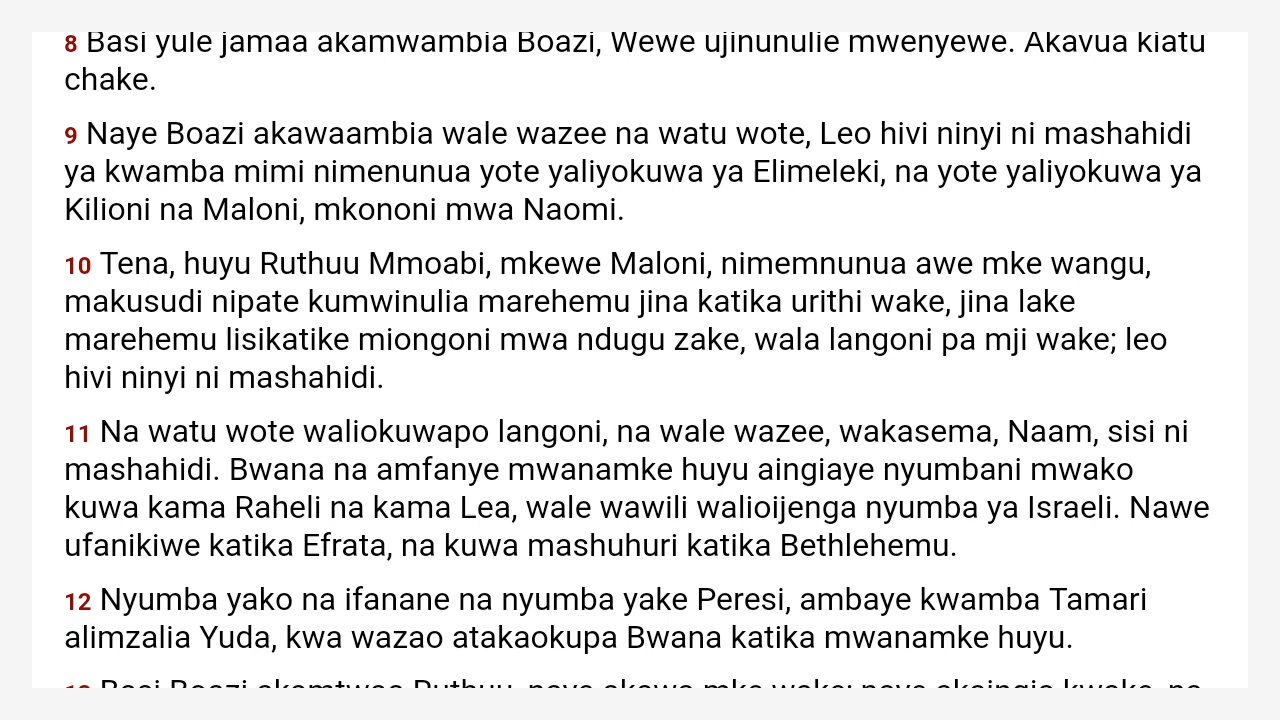 8 Basi yule jamaa akamwambia Boazi, Wewe ujinunulie mwenyewe. Akavua kiatu
chake.
9 Naye Boazi akawaambia wale wazee na watu wote, Leo hivi ninyi ni mashahidi
ya kwamba mimi nimenunua yote yaliyokuwa ya Elimeleki, na yote yaliyokuwa ya
Kilioni na Maloni, mkononi mwa Naomi.
10 Tena, huyu Ruthuu Mmoabi, mkewe Maloni, nimemnunua awe mke wangu,
makusudi nipate kumwinulia marehemu jina katika urithi wake, jina lake
marehemu lisikatike miongoni mwa ndugu zake, wala langoni pa mji wake; leo
hivi ninyi ni mashahidi.
11 Na watu wote waliokuwapo langoni, na wale wazee, wakasema, Naam, sisi ni
mashahidi. Bwana na amfanye mwanamke huyu aingiaye nyumbani mwako
kuwa kama Raheli na kama Lea, wale wawili walioijenga nyumba ya Israeli. Nawe
ufanikiwe katika Efrata, na kuwa mashuhuri katika Bethlehemu.
12 Nyumba yako na ifanane na nyumba yake Peresi, ambaye kwamba Tamari
alimzalia Yuda, kwa wazao atakaokupa Bwana katika mwanamke huyu.